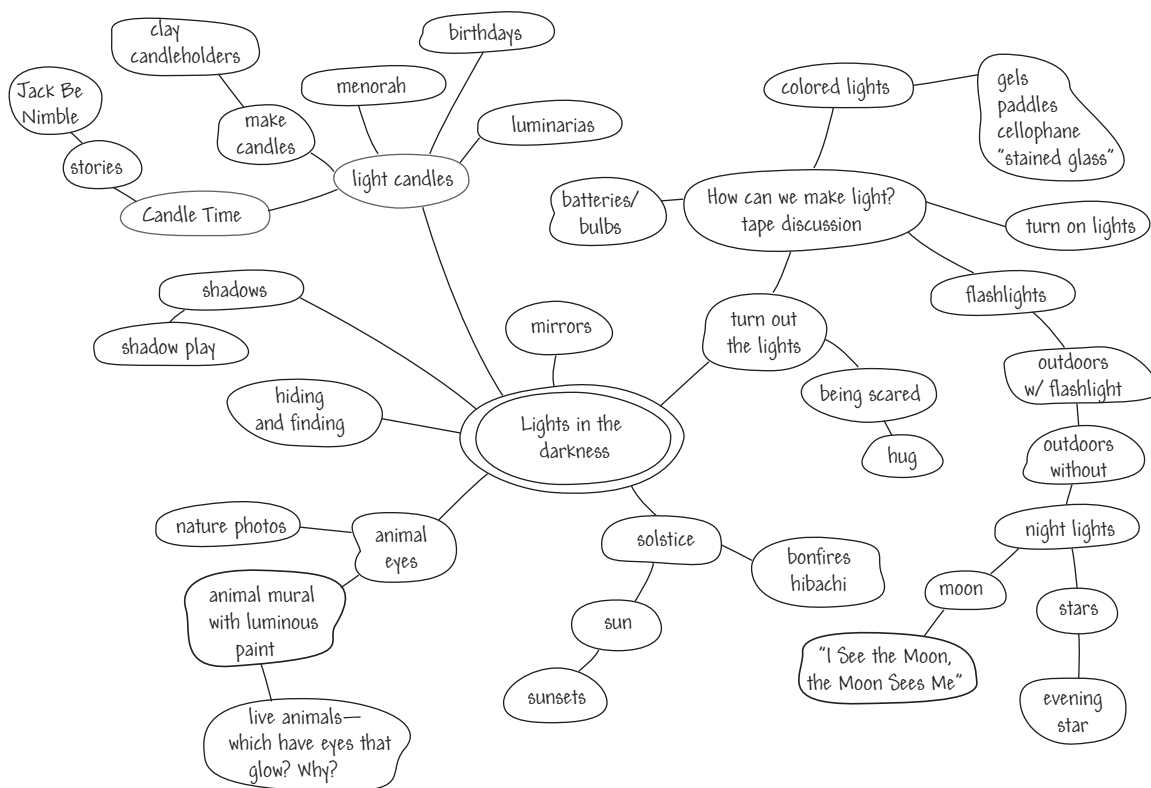 clay
candleholders
birthdays
Jack Be
Nimble
menorah
make
candles
luminarias
stories
light candles
Candle Time
colored lights
gels
paddles
cellophane
"stained glass"
How can we make light?
tape discussion
batteries/
bulbs
turn on lights
flashlights
shadows
shadow play
mirrors
turn out
the lights
outdoors
w/ flashlight
being scared
hug
hiding
and finding
Lights in the
darkness
outdoors
without
nature photos
animal
eyes
solstice
bonfires
hibachi
night lights
animal mural
with luminous
paint
sun
moon
stars
"I See the Moon,
the Moon Sees Me"
sunsets
evening
star
live animals—
which have eyes that
glow? Why?